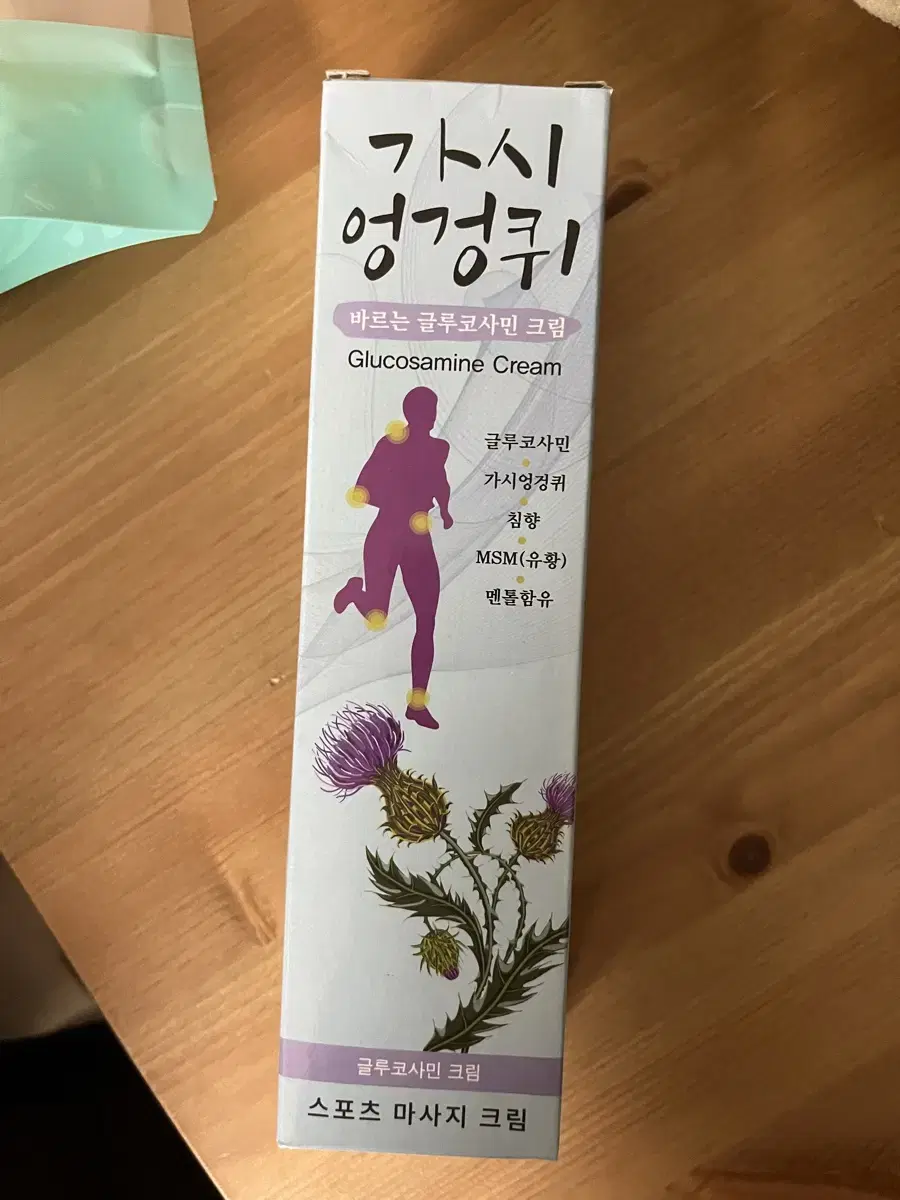 가시
엉겅퀴
바르는 글루코사민 크림
Glucosamine Cream
글루코사민
가시엉겅퀴
침향
MSM(유황)
멘톨함유
글루코사민 크림
스포츠 마사지 크림